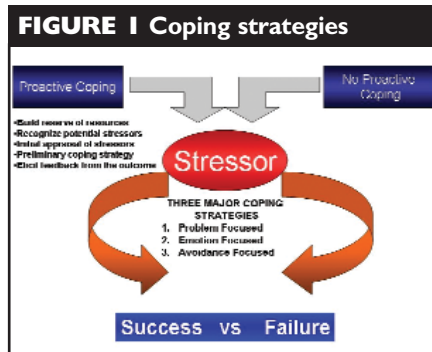 FIGURE 1 Coping strategies
Proactive Coping
No Proactive
Coping
•Build reserve of resources
•Recognize potential stressors
•Initial appraisal of stressors
•Preliminary coping strategy
•Elicit feedback from the outcome
Stressor
THREE MAJOR COPING
STRATEGIES
1. Problem Focused
2. Emotion Focused
3. Avoidance Focused
Success vs Failure